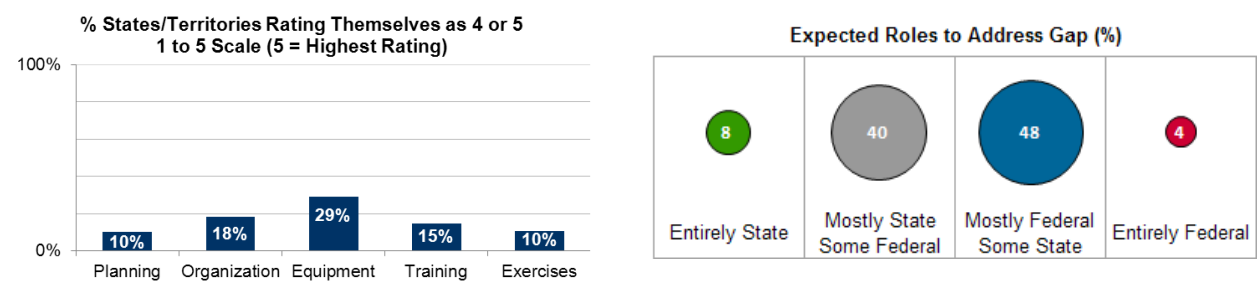 % States/Territories Rating Themselves as 4 or 5
1 to 5 Scale (5 = Highest Rating)
100%
0%
10%
18%
29%
15%
10%
Planning
Organization
Equipment
Training
Exercises
Expected Roles to Address Gap (%)
8
40
48
4
Entirely State
Mostly State
Some Federal
Mostly Federal
Some State
Entirely Federal